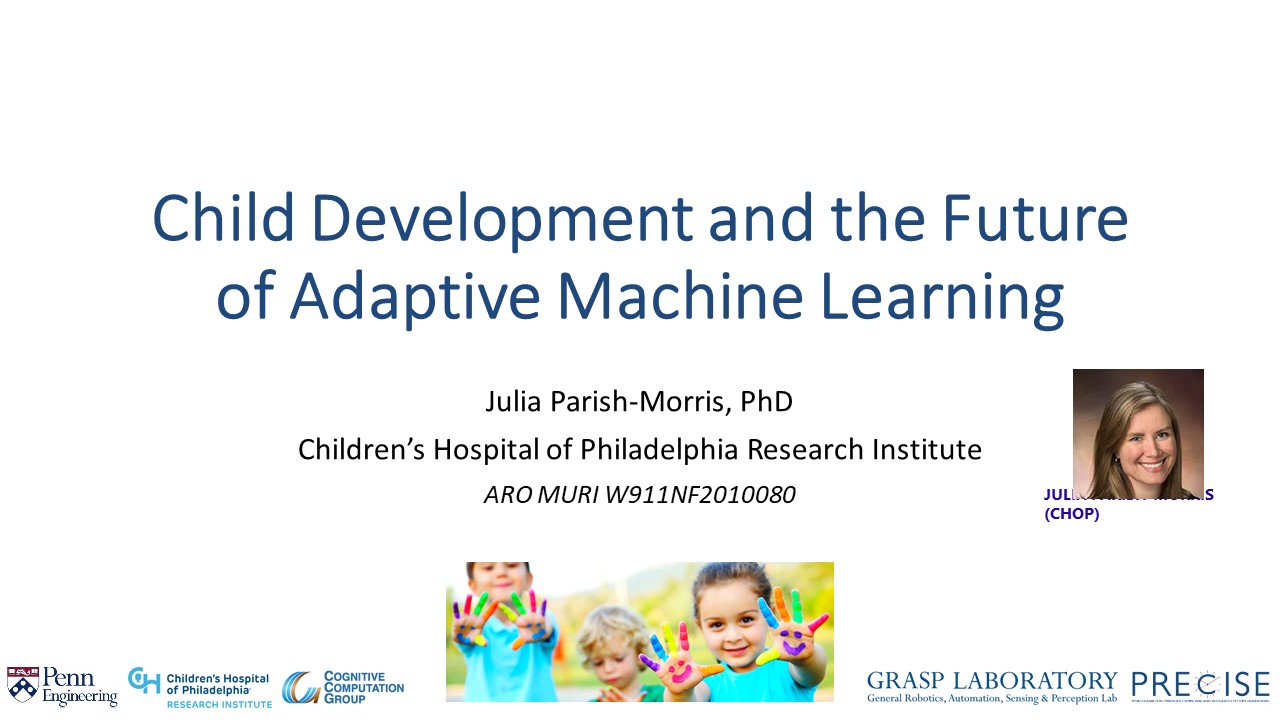 Child Development and the Future
of Adaptive Machine Learning
Julia Parish-Morris, PhD
Children’s Hospital of Philadelphia Research Institute
ARO MURI W911NF2010080
(CHOP)
Penn
Engineering
CH
Children's Hospital
of Philadelphia
RESEARCH INSTITUTE
COGNITIVE
COMPUTATION
GROUP
GRASP LABORATORY
General Robotics, Automation, Sensing & Perception Lab
PRECISE